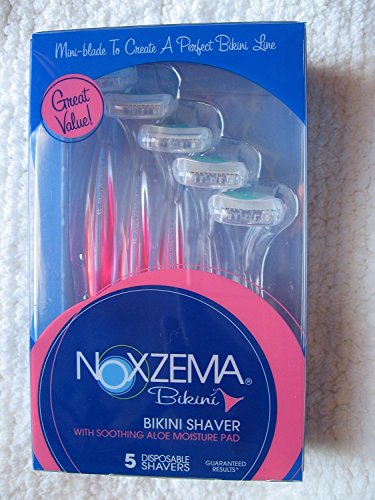 Mini-blade To Create A Perfect Bikini Line
Great
Value!
NOXZEMA®
Bikini
BIKINI SHAVER
WITH SOOTHING ALOE MOISTURE PAD
5 DISPOSABLE SHAVERS
GUARANTEED RESULTS*